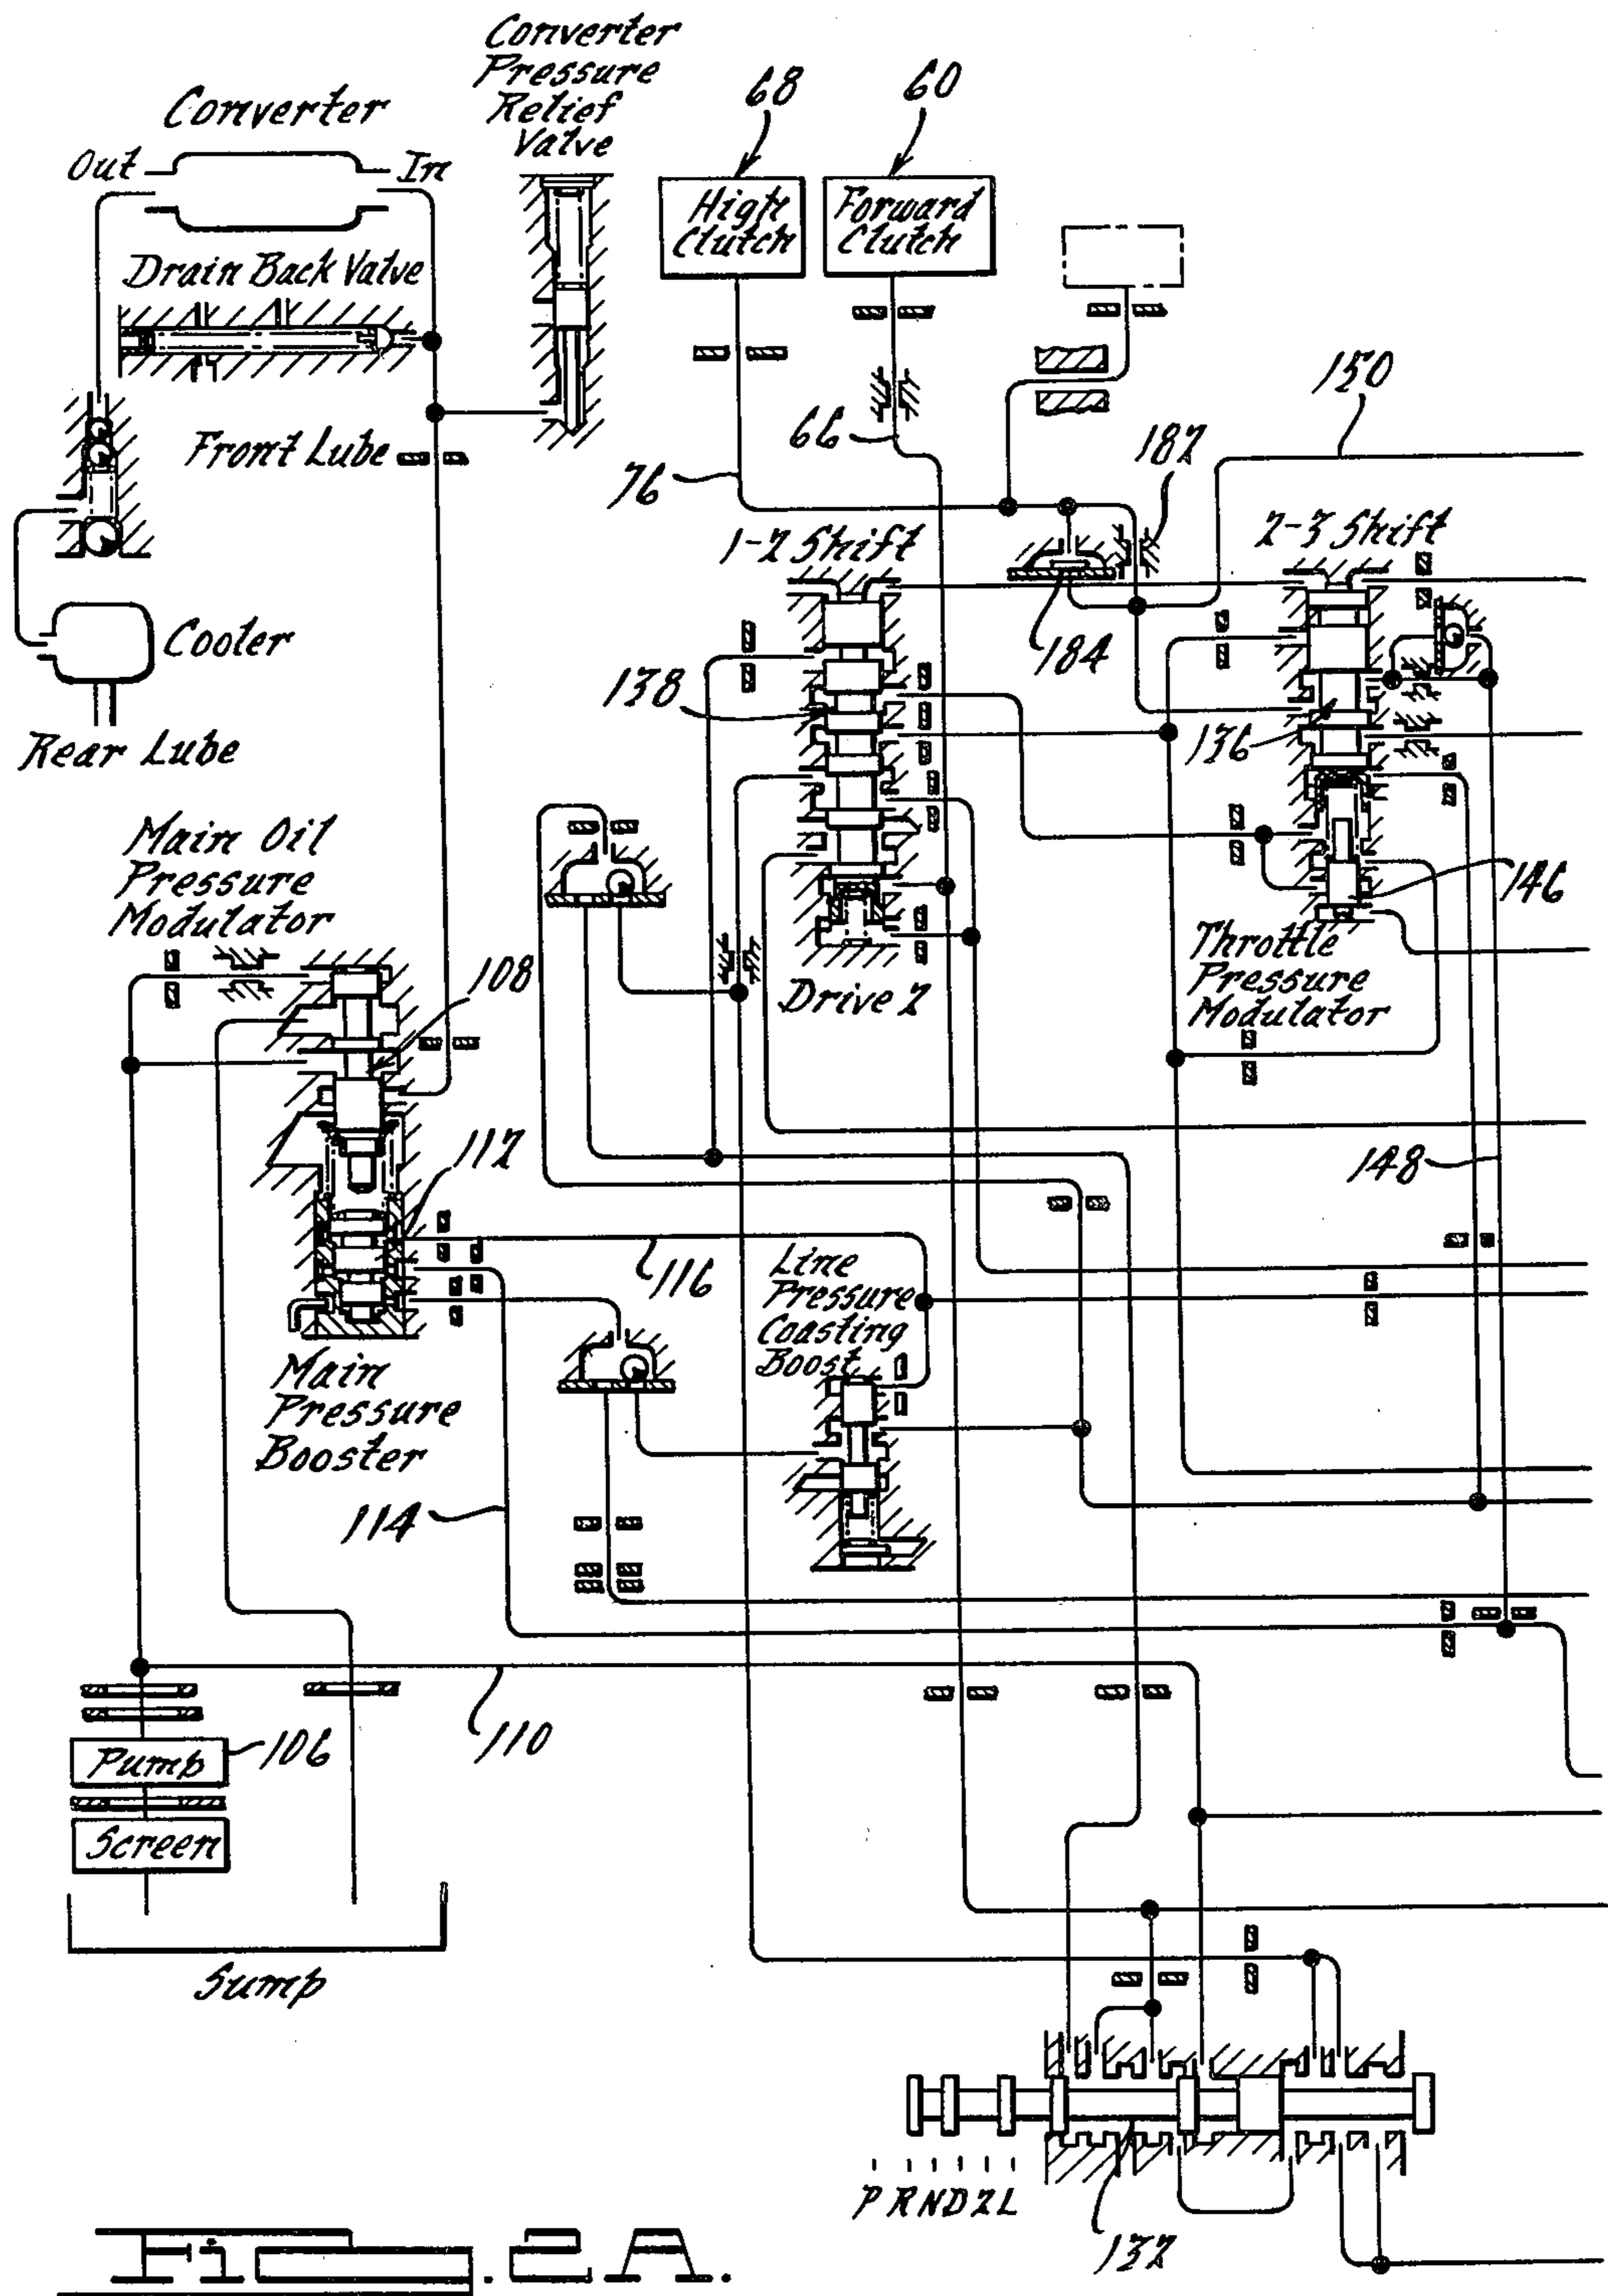 Converter
Pressure
Relief
Valve
Converter
Out
In
68
60
High
Clutch
Forward
Clutch
Drain Back Valve
Front Lube
66
76
150
182
1-2 Shift
2-3 Shift
184
Cooler
138
136
Rear Lube
Main Oil
Pressure
Modulator
108
146
Drive 2
Throttle
Pressure
Modulator
112
148
116
Line
Pressure
Coasting
Boost
Main
Pressure
Booster
114
110
Pump
106
Screen
Sump
P R N D 2 L
132
FIG. 2A.